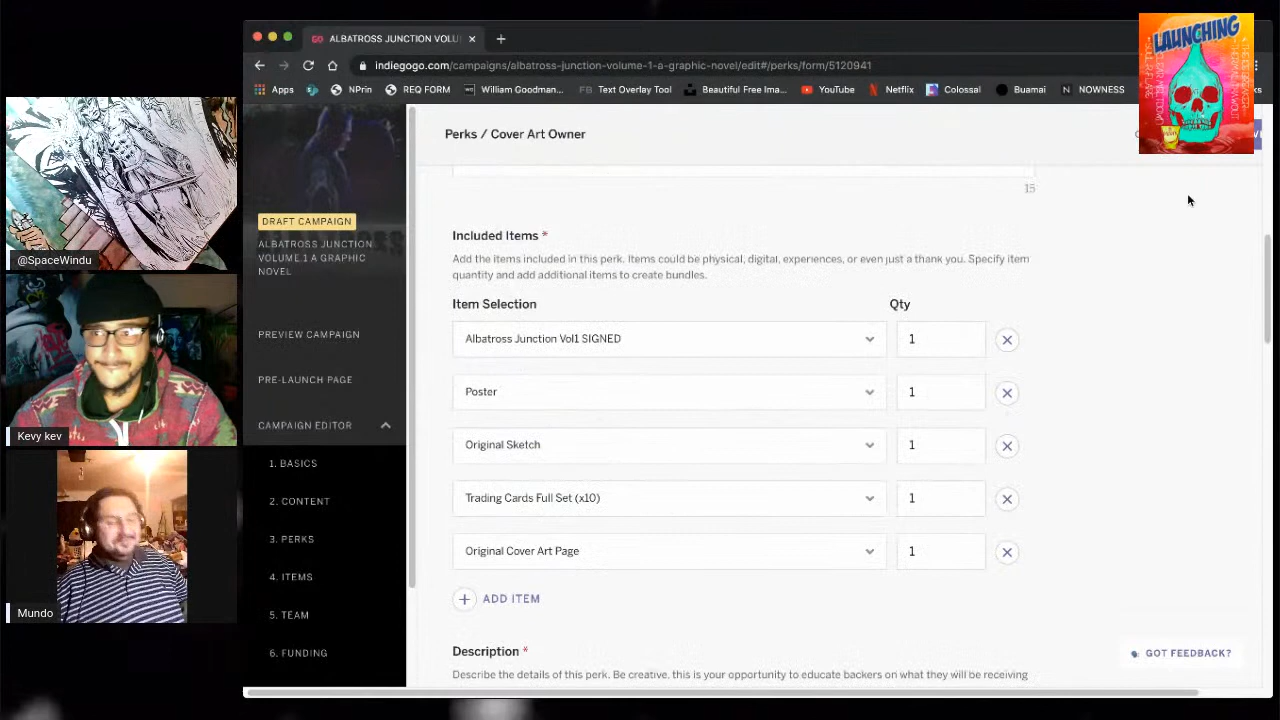 ALBATROSS JUNCTION VOLU
indiegogo.com/campaigns/albatross-junction-volume-1-a-graphic-novel/edit#/perks/form/5120941
Apps
NPrin
REQ FORM
William Goodman...
Text Overlay Tool
Beautiful Free Ima...
YouTube
Netflix
Colossal
Buamai
NOWNESS
LAUNCHING
Perks / Cover Art Owner
15
DRAFT CAMPAIGN
ALBATROSS JUNCTION
VOLUME 1 A GRAPHIC
NOVEL
PREVIEW CAMPAIGN
PRE-LAUNCH PAGE
CAMPAIGN EDITOR
1. BASICS
2. CONTENT
3. PERKS
4. ITEMS
5. TEAM
6. FUNDING
Included Items *
Add the items included in this perk. Items could be physical, digital, experiences, or even just a thank you. Specify item
quantity and add additional items to create bundles.
Item Selection
Qty
Albatross Junction Vol1 SIGNED
1
Poster
1
Original Sketch
1
Trading Cards Full Set (x10)
1
Original Cover Art Page
1
ADD ITEM
Description *
Describe the details of this perk. Be creative, this is your opportunity to educate backers on what they will be receiving
GOT FEEDBACK?
@SpaceWindu
Kevy kev
Mundo